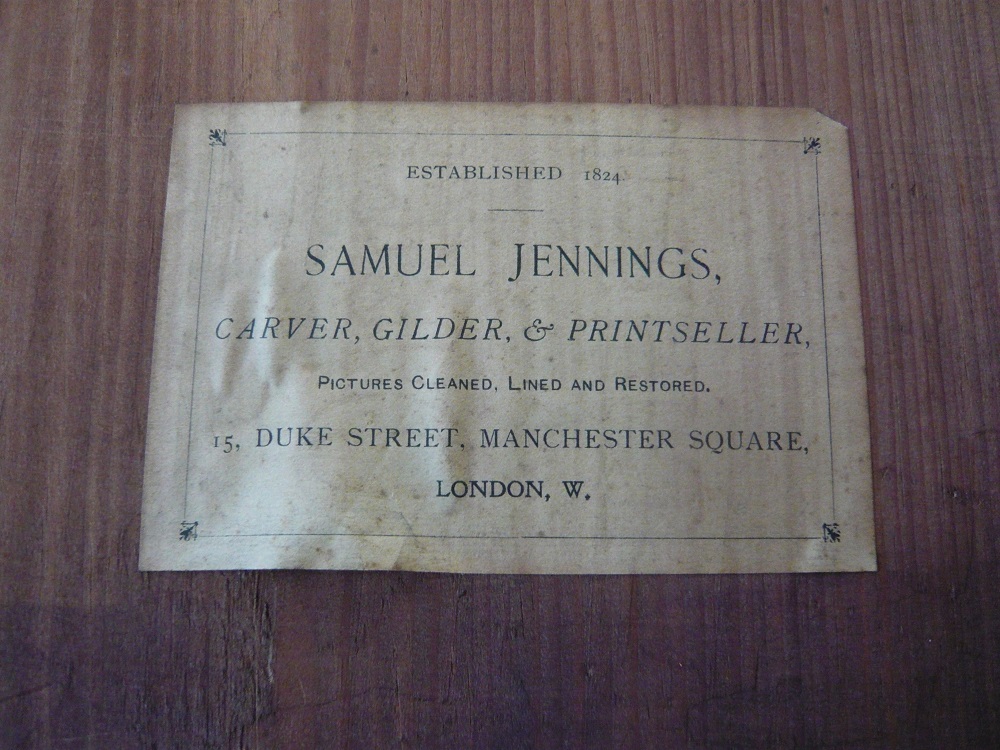 ESTABLISHED 1824.
SAMUEL JENNINGS,
CARVER, GILDER, & PRINTSELLER,
PICTURES CLEANED, LINED AND RESTORED.
15, DUKE STREET, MANCHESTER SQUARE,
LONDON, W.